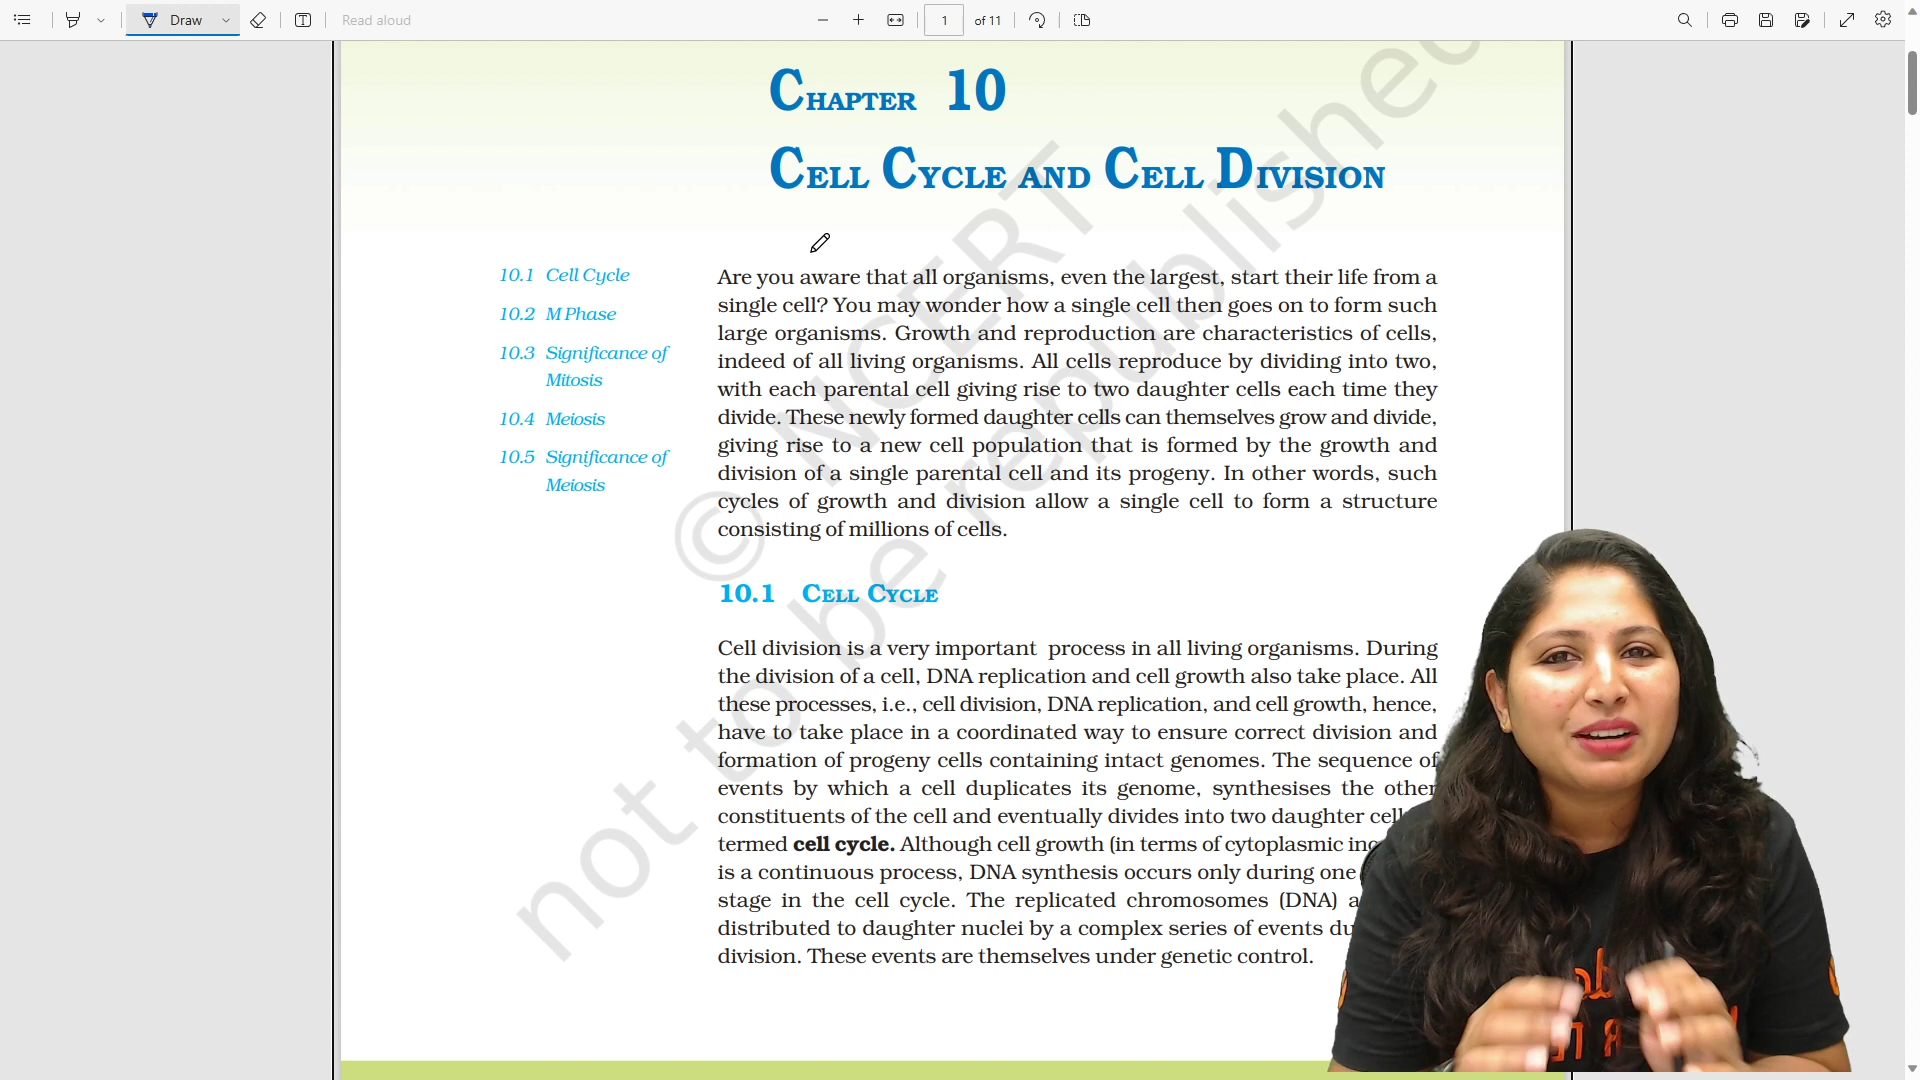 Draw
Read aloud
1
of 11
CHAPTER 10
CELL CYCLE AND CELL DIVISION
10.1 Cell Cycle
10.2 M Phase
10.3 Significance of
Mitosis
10.4 Meiosis
10.5 Significance of
Meiosis
Are you aware that all organisms, even the largest, start their life from a
single cell? You may wonder how a single cell then goes on to form such
large organisms. Growth and reproduction are characteristics of cells,
indeed of all living organisms. All cells reproduce by dividing into two,
with each parental cell giving rise to two daughter cells each time they
divide. These newly formed daughter cells can themselves grow and divide,
giving rise to a new cell population that is formed by the growth and
division of a single parental cell and its progeny. In other words, such
cycles of growth and division allow a single cell to form a structure
consisting of millions of cells.
10.1 CELL CYCLE
Cell division is a very important process in all living organisms. During
the division of a cell, DNA replication and cell growth also take place. All
these processes, i.e., cell division, DNA replication, and cell growth, hence,
have to take place in a coordinated way to ensure correct division and
formation of progeny cells containing intact genomes. The sequence of
events by which a cell duplicates its genome, synthesises the other
constituents of the cell and eventually divides into two daughter
termed cell cycle. Although cell growth (in terms of cytoplasmic
is a continuous process, DNA synthesis occurs only during one
stage in the cell cycle. The replicated chromosomes (DNA)
distributed to daughter nuclei by a complex series of events
division. These events are themselves under genetic control.
© NCERT
not to be republished